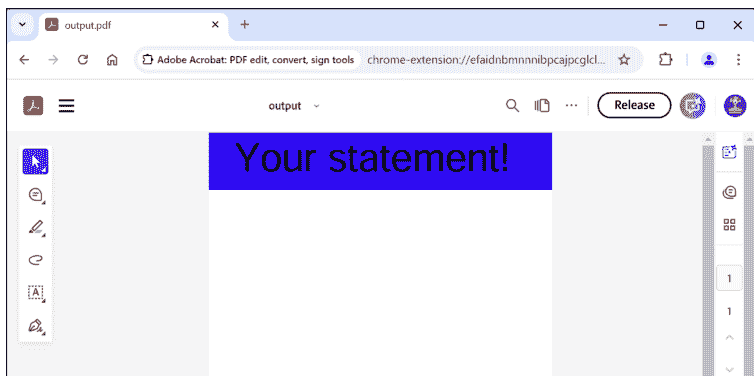 output.pdf
Adobe Acrobat: PDF edit, convert, sign tools
chrome-extension://efaidnbmnnnibpcajpcglcl...
output
Release
Your statement!
A
1
1